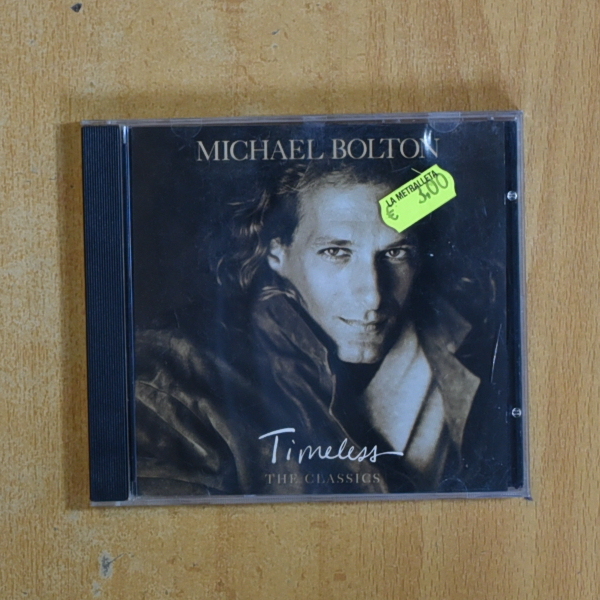 MICHAEL BOLTON
LA METRALLETA
€ 3,00
Timeless
THE CLASSICS